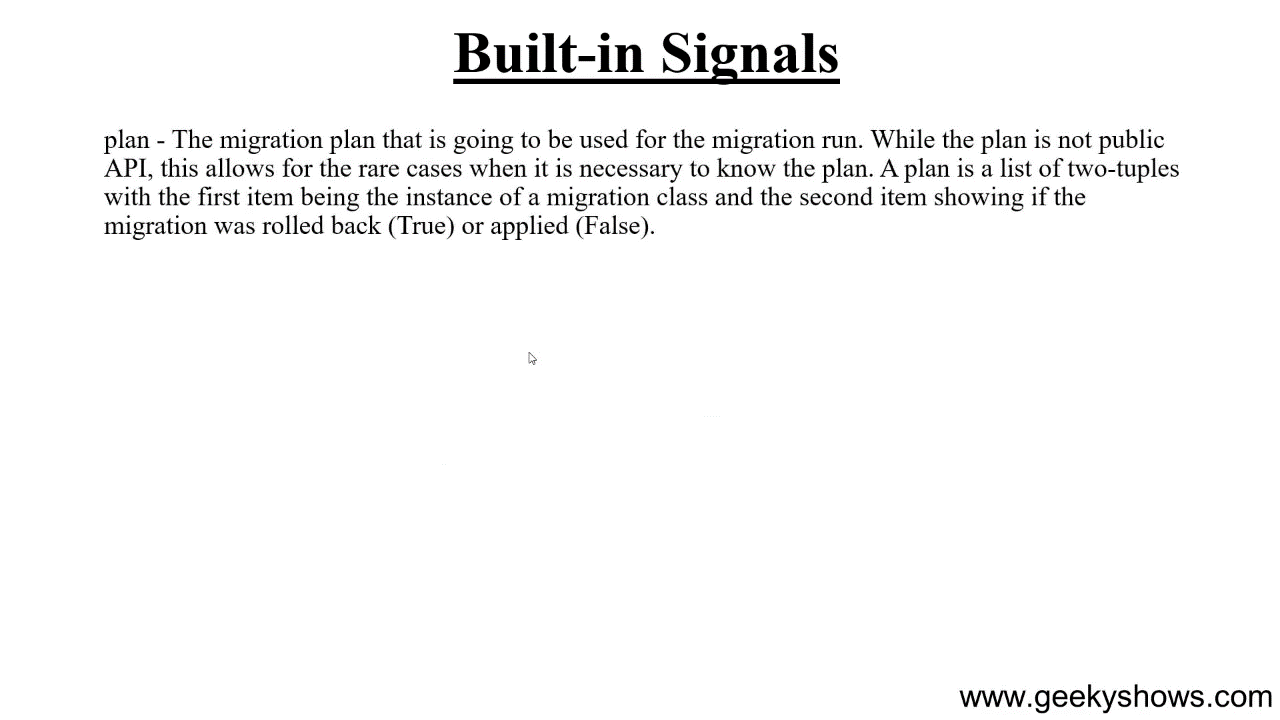 Built-in Signals
plan - The migration plan that is going to be used for the migration run. While the plan is not public
API, this allows for the rare cases when it is necessary to know the plan. A plan is a list of two-tuples
with the first item being the instance of a migration class and the second item showing if the
migration was rolled back (True) or applied (False).
www.geekyshows.com